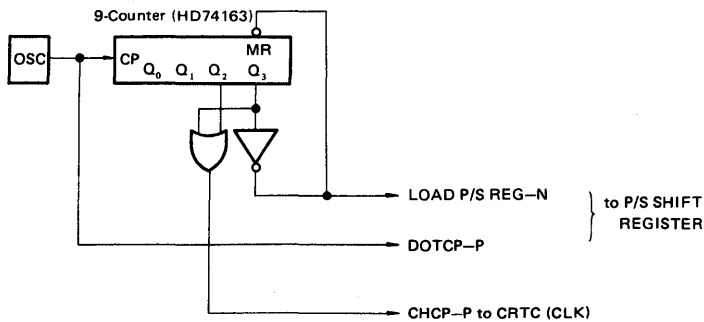 9-Counter (HD74163)
OSC
CP
MR
Q₀ Q₁ Q₂ Q₃
LOAD P/S REG–N
to P/S SHIFT
REGISTER
DOTCP–P
CHCP–P to CRTC (CLK)